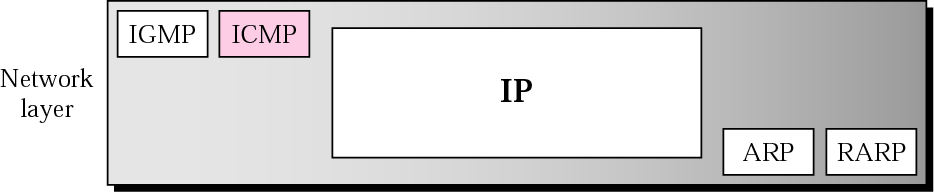 IGMP ICMP
IP
Network
layer
ARP RARP